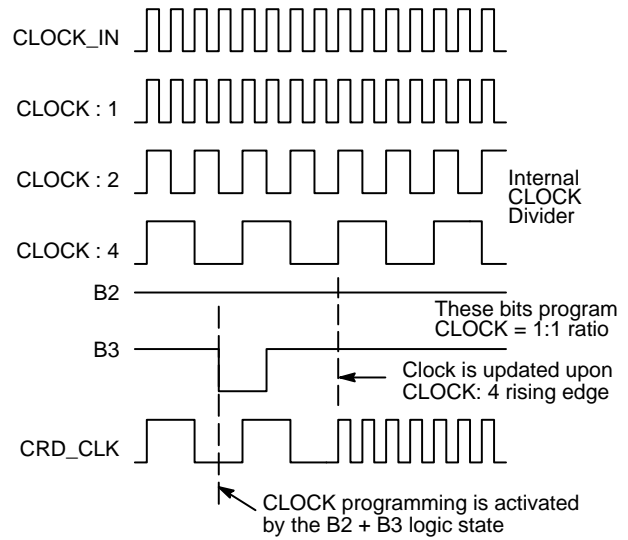 CLOCK_IN
CLOCK : 1
CLOCK : 2
Internal
CLOCK
Divider
CLOCK : 4
B2
These bits program
CLOCK = 1:1 ratio
B3
Clock is updated upon
CLOCK: 4 rising edge
CRD_CLK
CLOCK programming is activated
by the B2 + B3 logic state